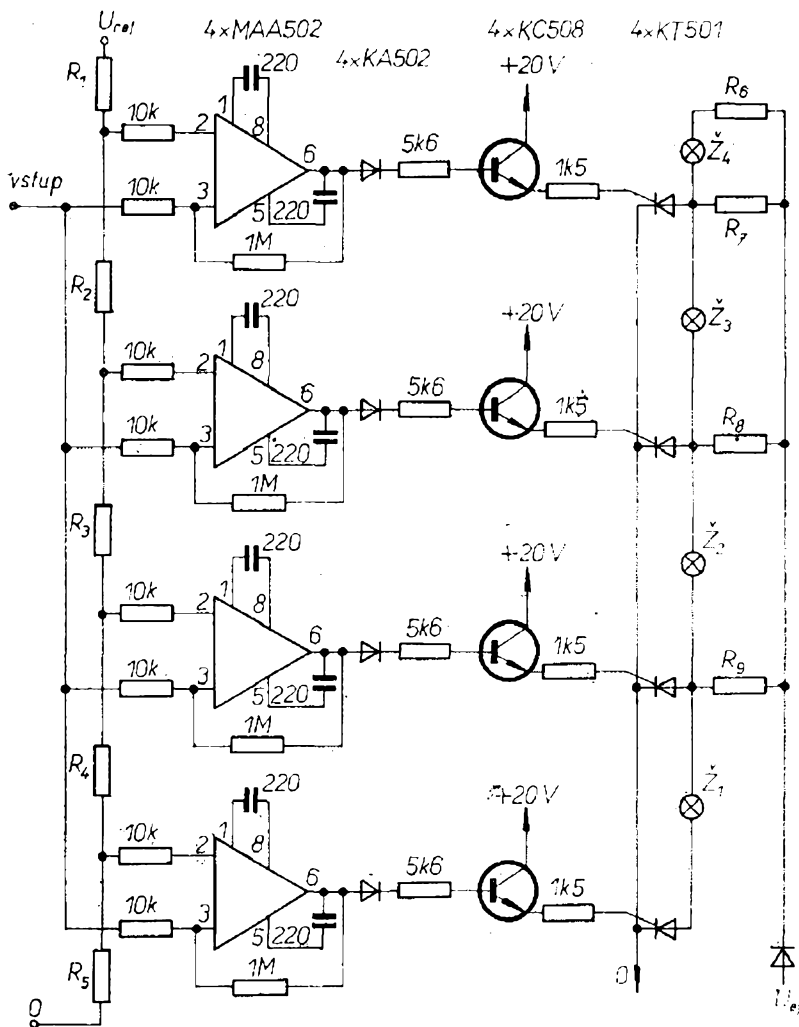 U_ref 4×MAA502 4×KA502 4×KC508 4×KT501
R₁ 220 +20V R₆
10k 1 8 Ž₄
2 6 5k6
vstup 10k 3 5 220 1k5 R₇
1M
R₂ 220 +20V Ž₃
10k 1 8
2 6 5k6
10k 3 5 220 1k5 R₈
1M
R₃ 220 +20V Ž₂
10k 1 8
2 6 5k6
10k 3 5 220 1k5 R₉
1M
R₄ 220 +20V Ž₁
10k 1 8
2 6 5k6
10k 3 5 220 1k5
R₅ 1M
0 0